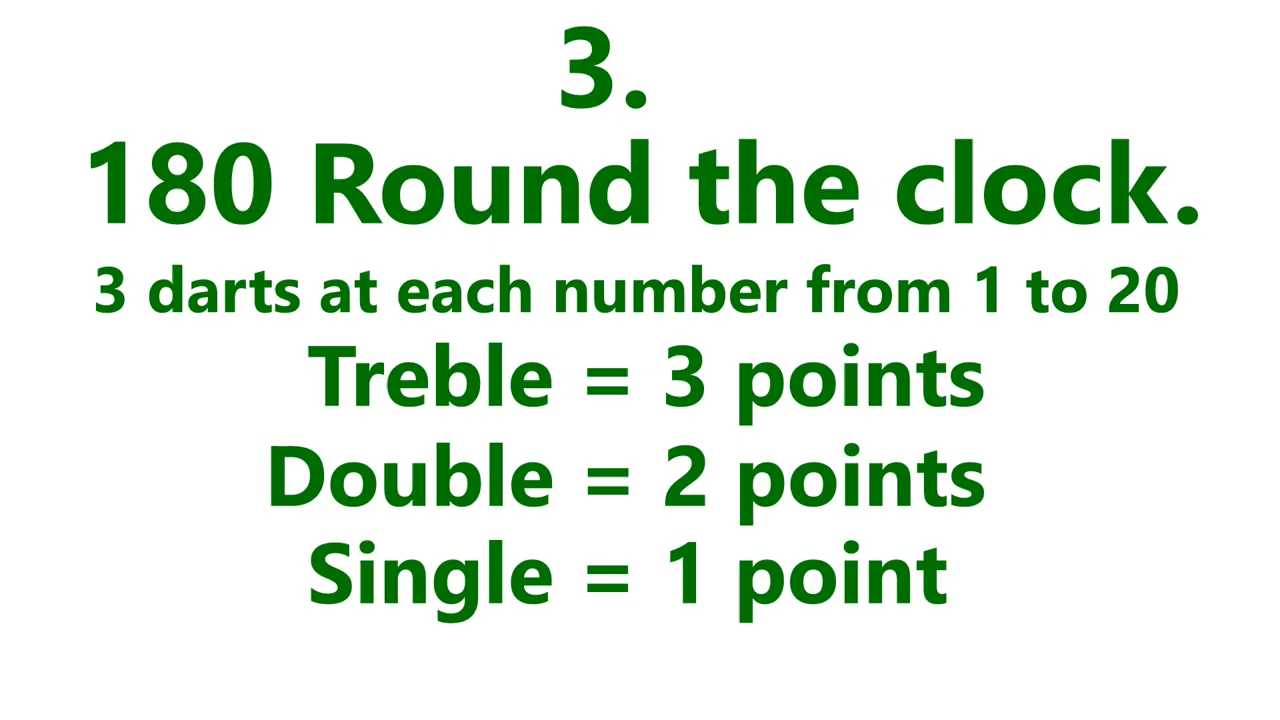 3.
180 Round the clock.
3 darts at each number from 1 to 20
Treble = 3 points
Double = 2 points
Single = 1 point